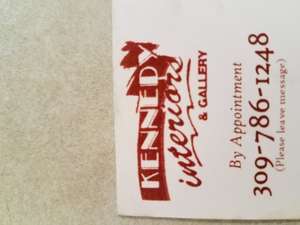 KENNEDY
interiors
& GALLERY
By Appointment
309-786-1248
(Please leave message)